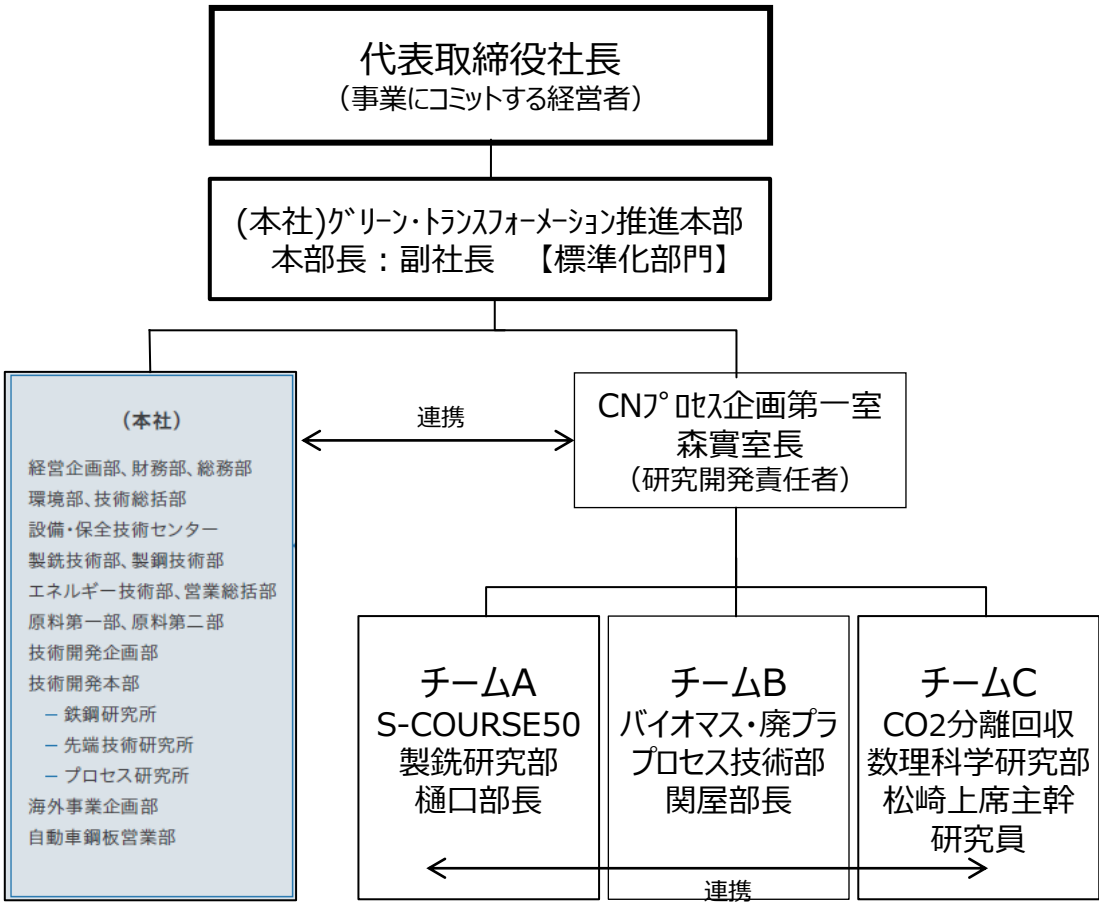 代表取締役社長
（事業にコミットする経営者）
(本社)グリーン・トランスフォーメーション推進本部
本部長：副社長　【標準化部門】
（本社）
経営企画部、財務部、総務部
環境部、技術総括部
設備・保全技術センター
製銑技術部、製鋼技術部
エネルギー技術部、営業総括部
原料第一部、原料第二部
技術開発企画部
技術開発本部
－ 鉄鋼研究所
－ 先端技術研究所
－ プロセス研究所
海外事業企画部
自動車鋼板営業部
連携
CNプロセス企画第一室
森實室長
（研究開発責任者）
チームA
S-COURSE50
製銑研究部
樋口部長
チームB
バイオマス・廃プラ
プロセス技術部
関屋部長
チームC
CO2分離回収
数理科学研究部
松崎上席主幹
研究員
連携